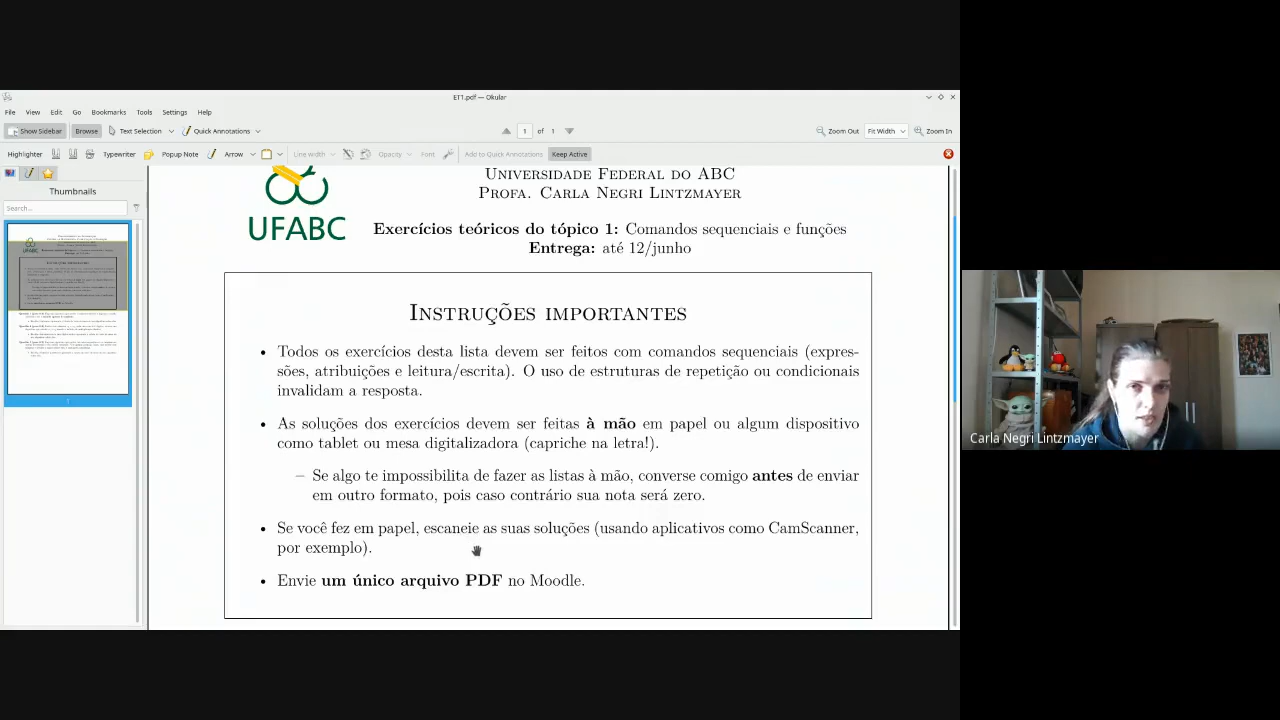 ET1.pdf — Okular
File View Edit Go Bookmarks Tools Settings Help
Show Sidebar Browse Text Selection Quick Annotations 1 of 1 Zoom Out Fit Width Zoom In
Highlighter Typewriter Popup Note Arrow Line width Opacity Font Add to Quick Annotations Keep Active
Thumbnails
Search...
1
UFABC
Universidade Federal do ABC
Profa. Carla Negri Lintzmayer
Exercícios teóricos do tópico 1: Comandos sequenciais e funções
Entrega: até 12/junho
Instruções importantes
• Todos os exercícios desta lista devem ser feitos com comandos sequenciais (expres-
sões, atribuições e leitura/escrita). O uso de estruturas de repetição ou condicionais
invalidam a resposta.
• As soluções dos exercícios devem ser feitas à mão em papel ou algum dispositivo
como tablet ou mesa digitalizadora (capriche na letra!).
– Se algo te impossibilita de fazer as listas à mão, converse comigo antes de enviar
em outro formato, pois caso contrário sua nota será zero.
• Se você fez em papel, escaneie as suas soluções (usando aplicativos como CamScanner,
por exemplo).
• Envie um único arquivo PDF no Moodle.
Carla Negri Lintzmayer